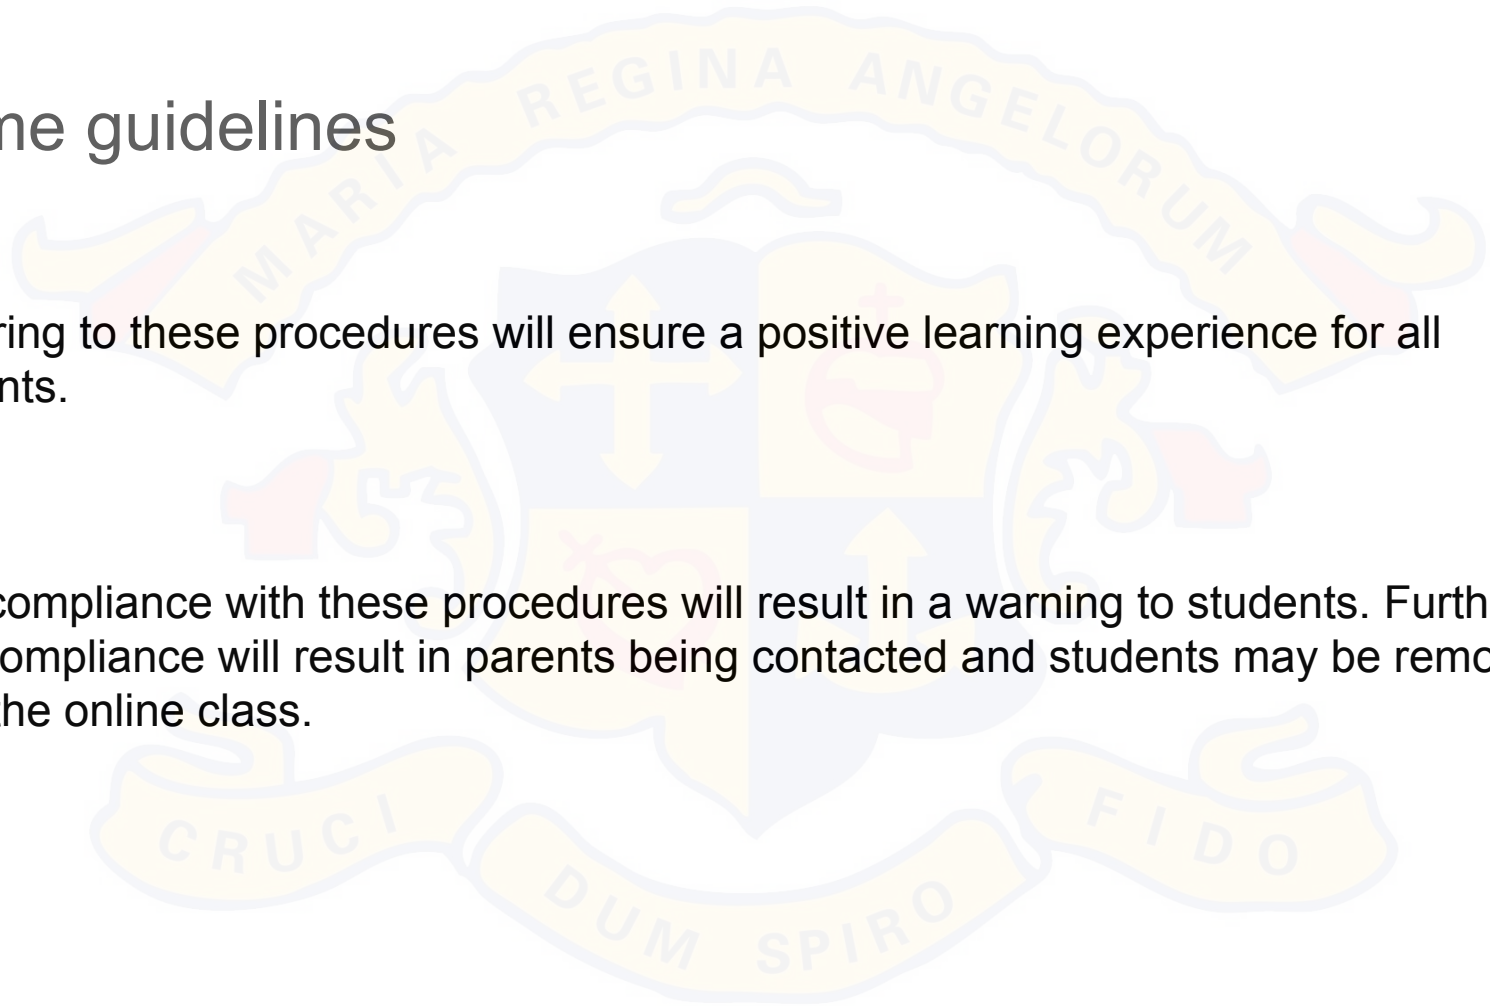 MARIA REGINA ANGELORUM
me guidelines
ring to these procedures will ensure a positive learning experience for all
nts.
compliance with these procedures will result in a warning to students. Furth
ompliance will result in parents being contacted and students may be remo
the online class.
CRUCI DUM SPIRO FIDO